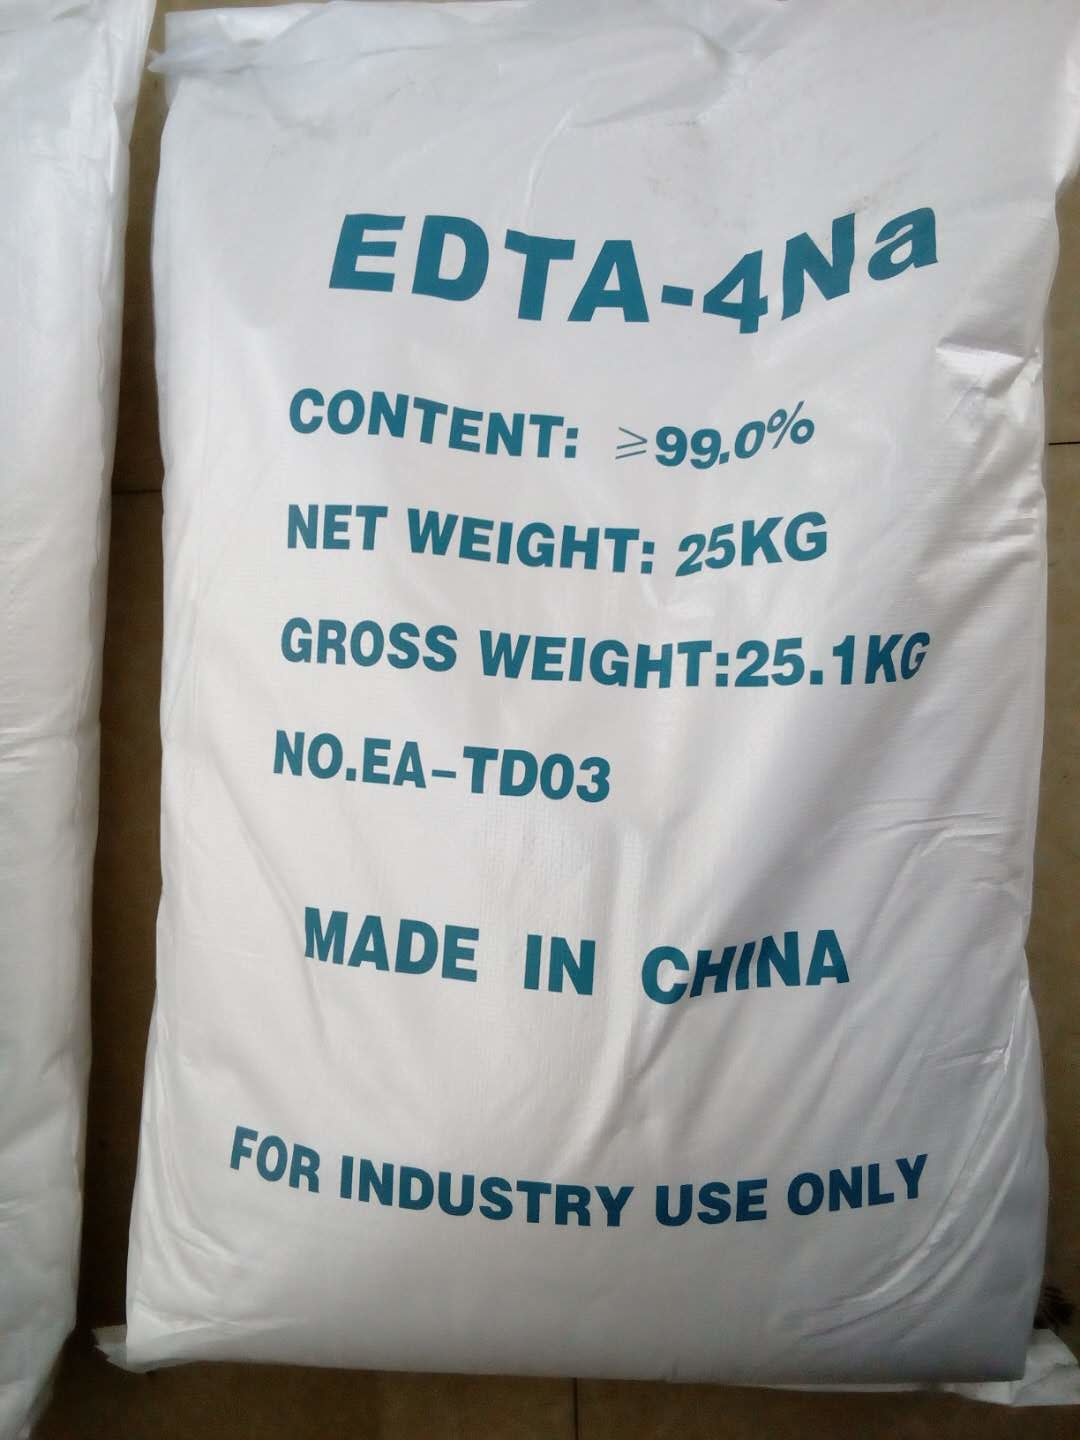 EDTA-4Na
CONTENT: ≥99.0%
NET WEIGHT: 25KG
GROSS WEIGHT:25.1KG
NO.EA-TD03
MADE IN CHINA
FOR INDUSTRY USE ONLY